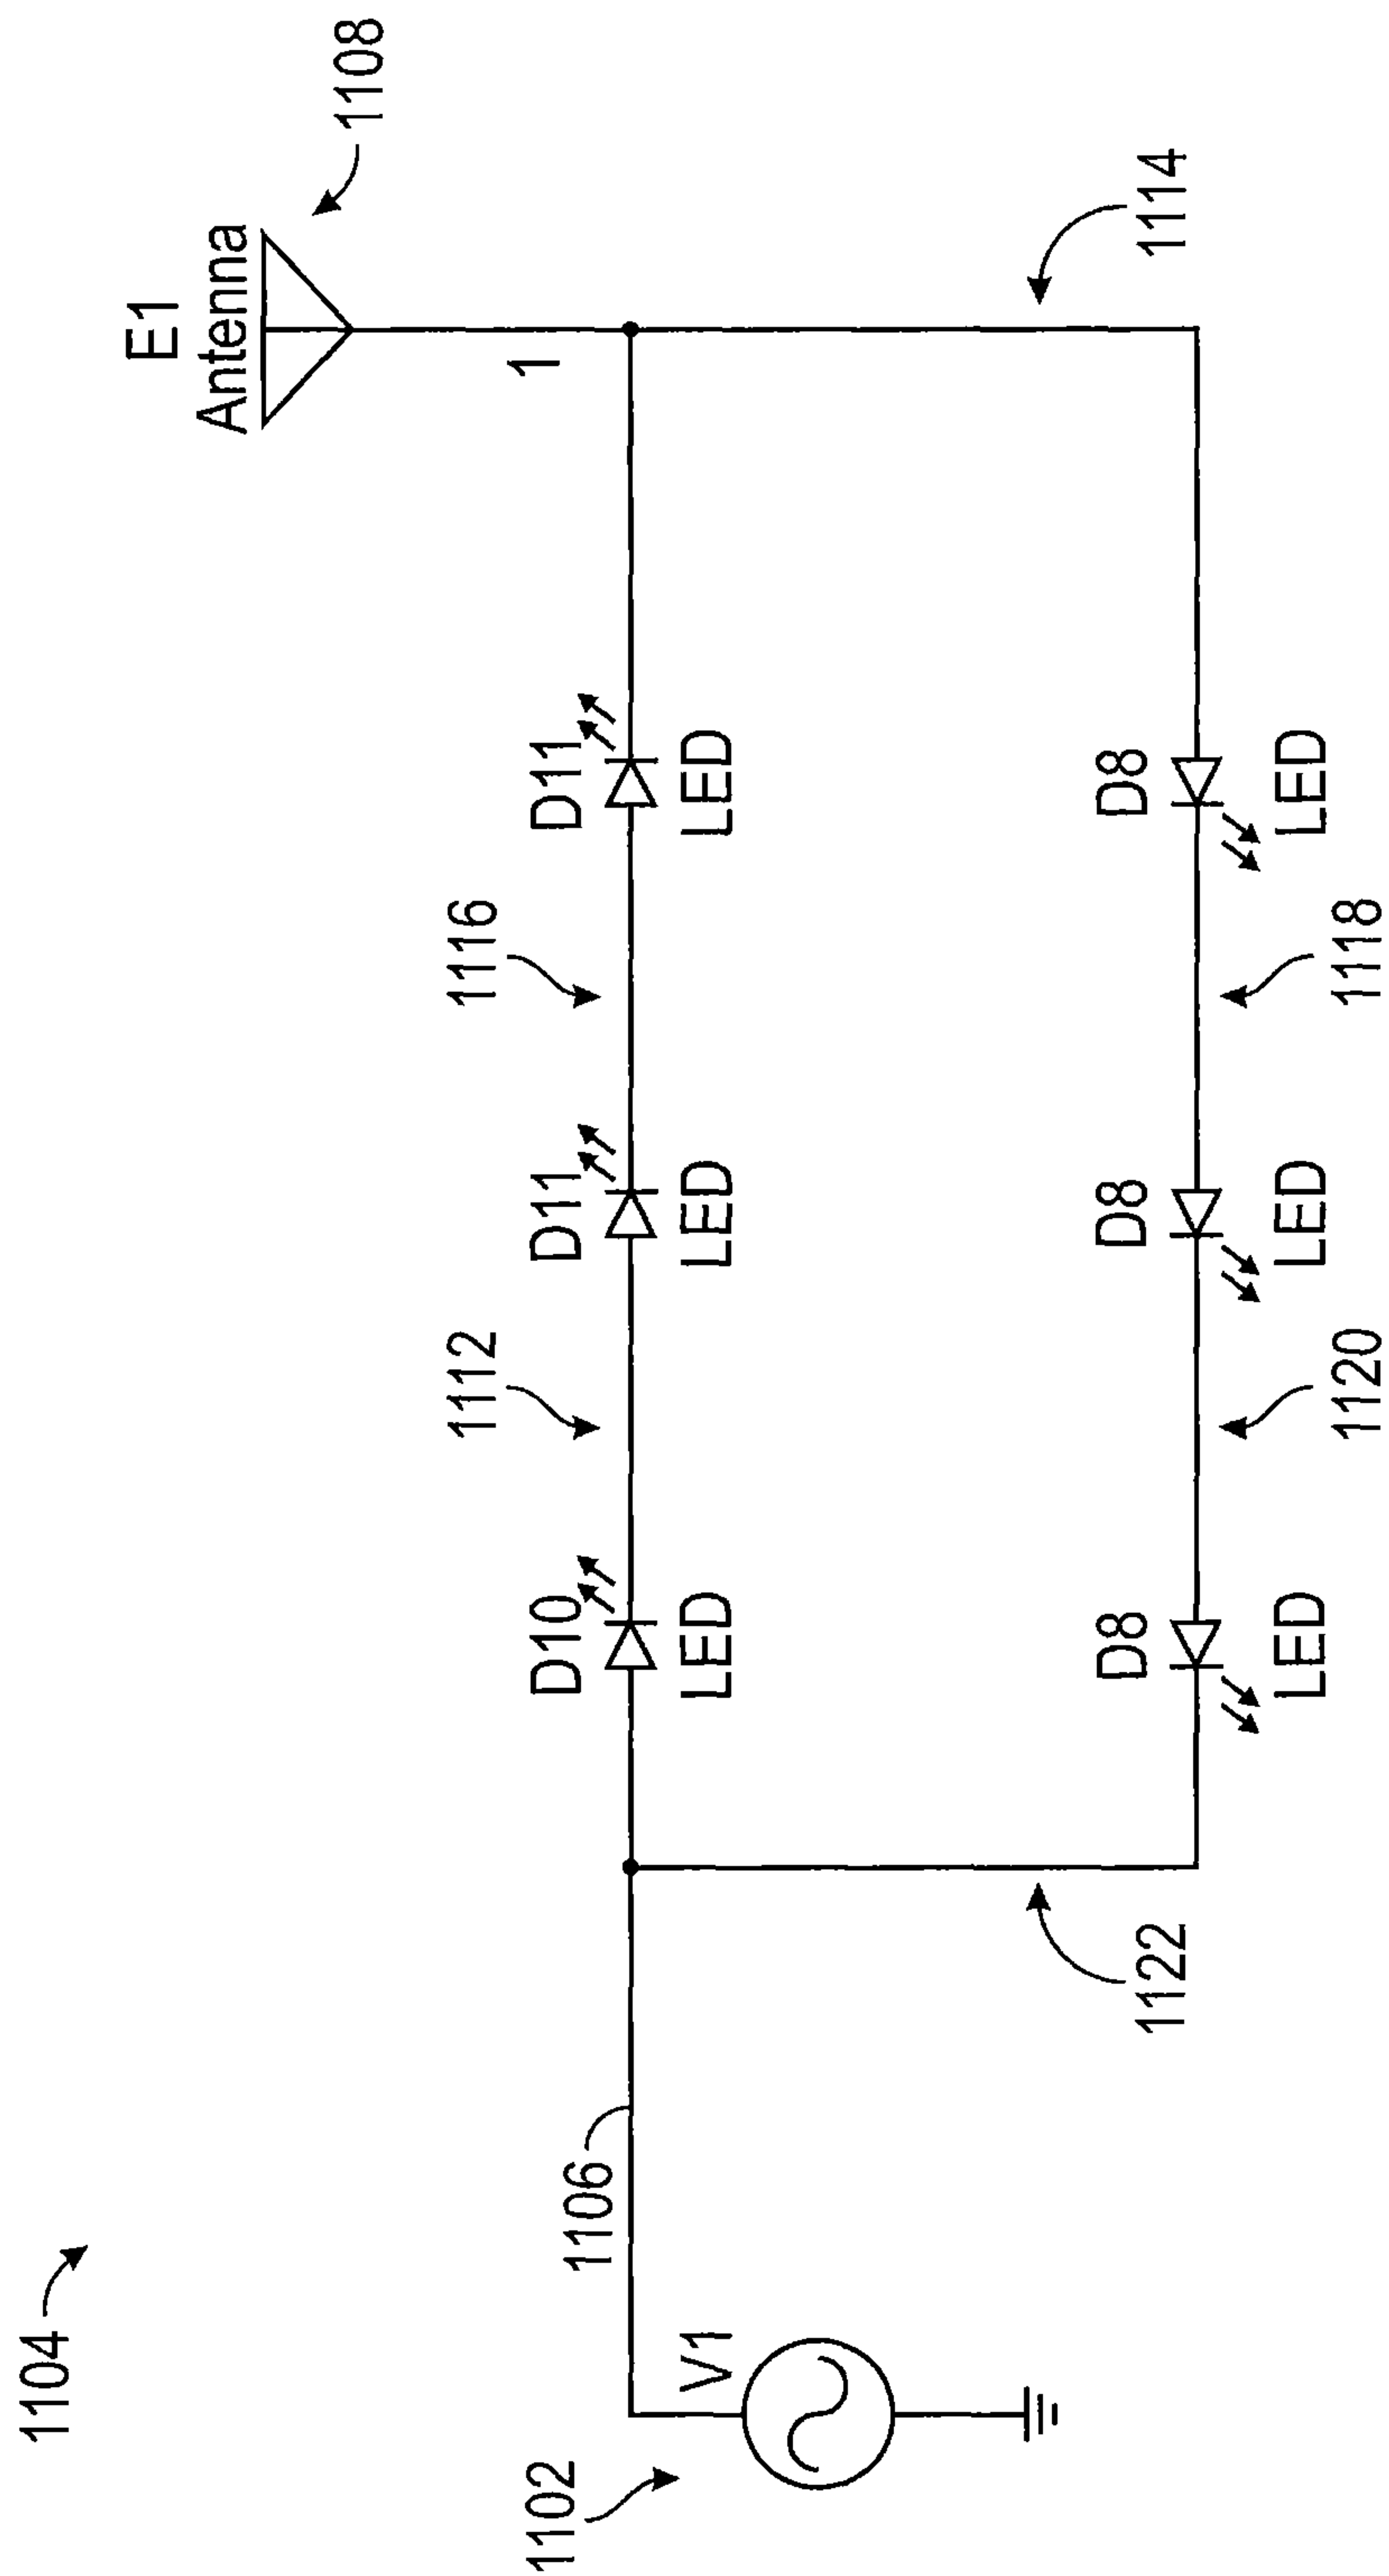 1104
E1
Antenna
1108
1
1116
1112
D10
D11
D11
LED
LED
LED
1106
1102
V1
1122
1114
D8
D8
D8
LED
LED
LED
1120
1118